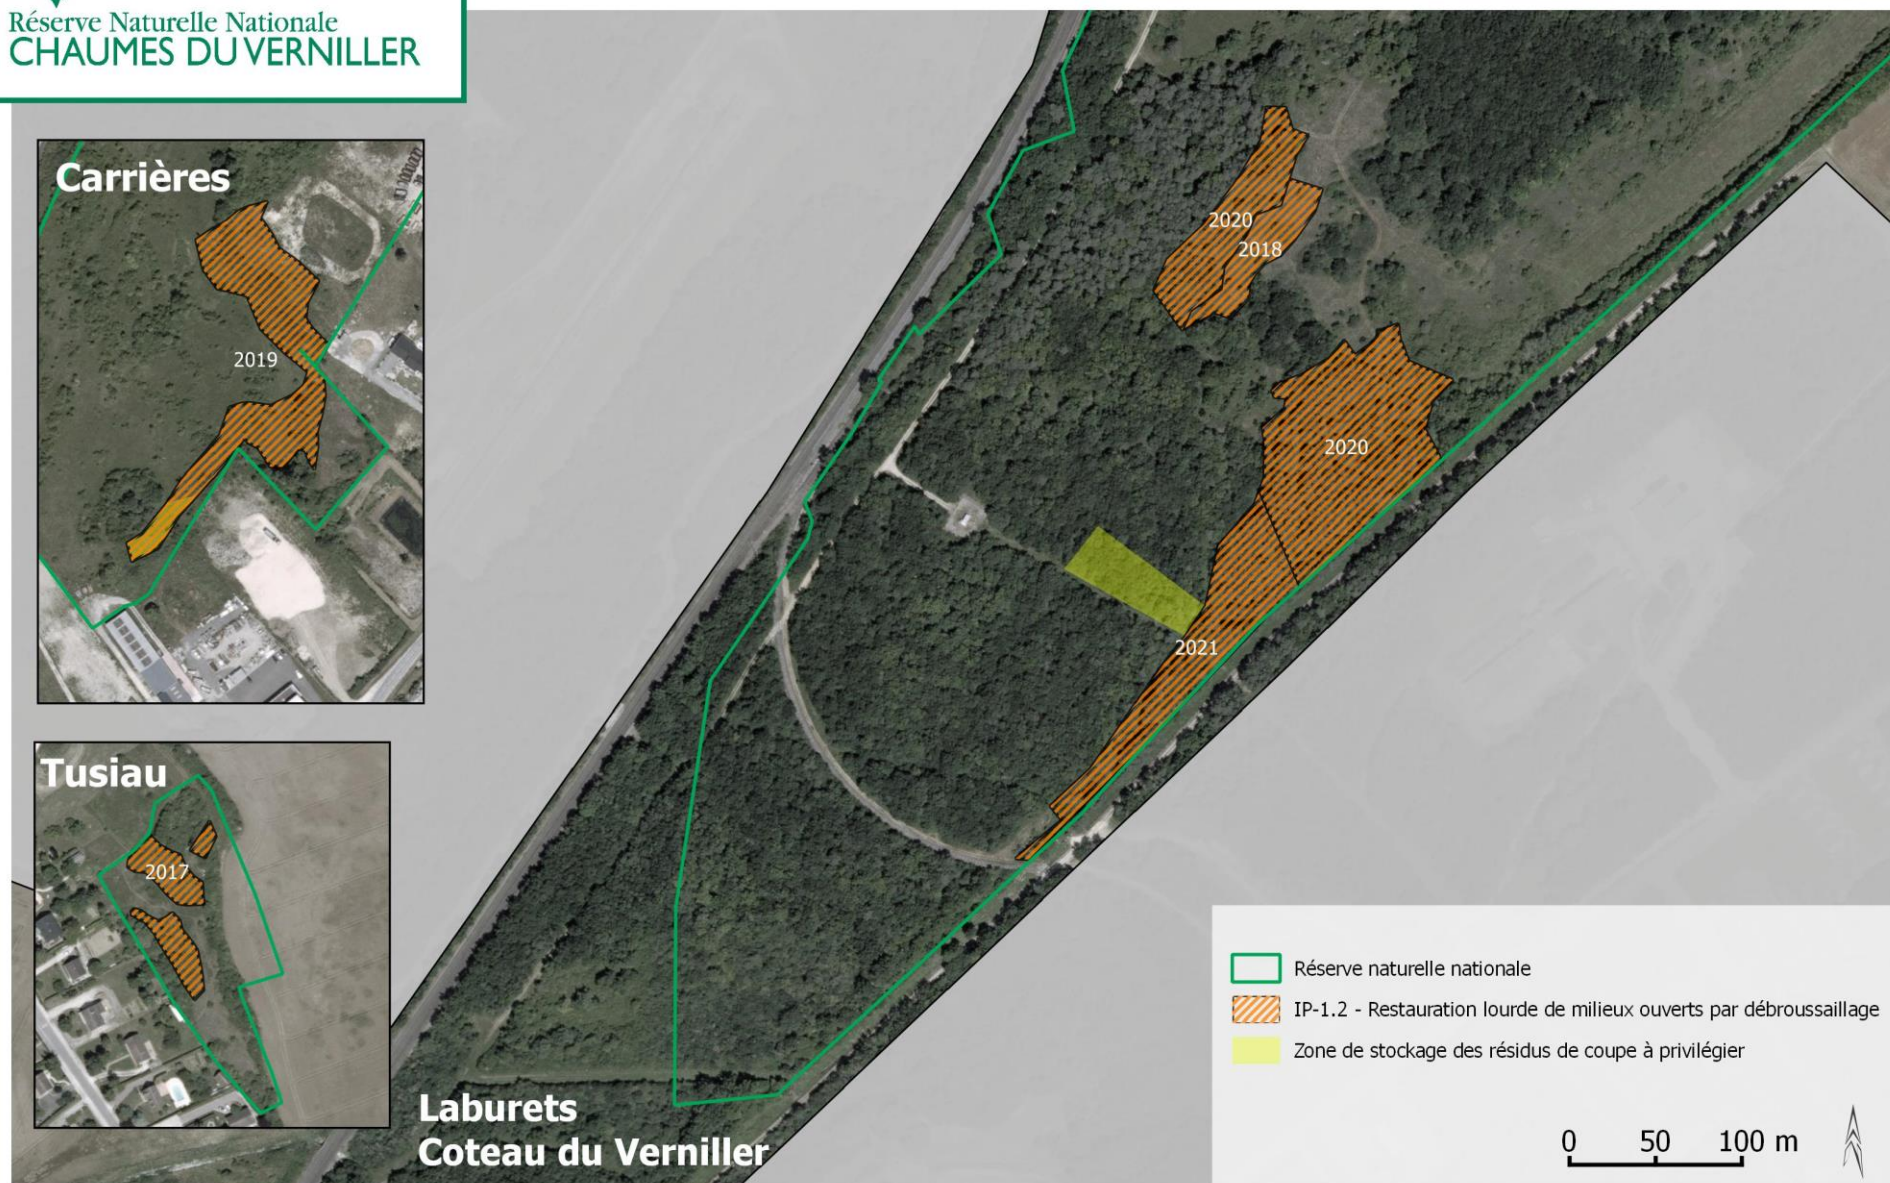 Réserve Naturelle Nationale
CHAUMES DU VERNILLER
Carrières
2019
Tusiau
2017
2020
2018
2020
2021
Laburets
Coteau du Verniller
Réserve naturelle nationale
IP-1.2 - Restauration lourde de milieux ouverts par débroussaillage
Zone de stockage des résidus de coupe à privilégier
0 50 100 m